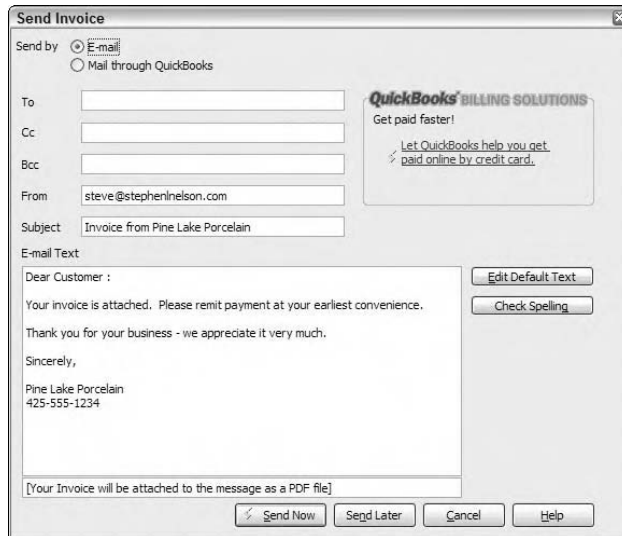 Send Invoice
Send by
E-mail
Mail through QuickBooks
To
Cc
Bcc
From
steve@stephenlnelson.com
Subject
Invoice from Pine Lake Porcelain
QuickBooks BILLING SOLUTIONS
Get paid faster!
Let QuickBooks help you get
paid online by credit card.
E-mail Text
Dear Customer :
Your invoice is attached. Please remit payment at your earliest convenience.
Thank you for your business - we appreciate it very much.
Sincerely,
Pine Lake Porcelain
425-555-1234
[Your Invoice will be attached to the message as a PDF file]
Edit Default Text
Check Spelling
Send Now
Send Later
Cancel
Help